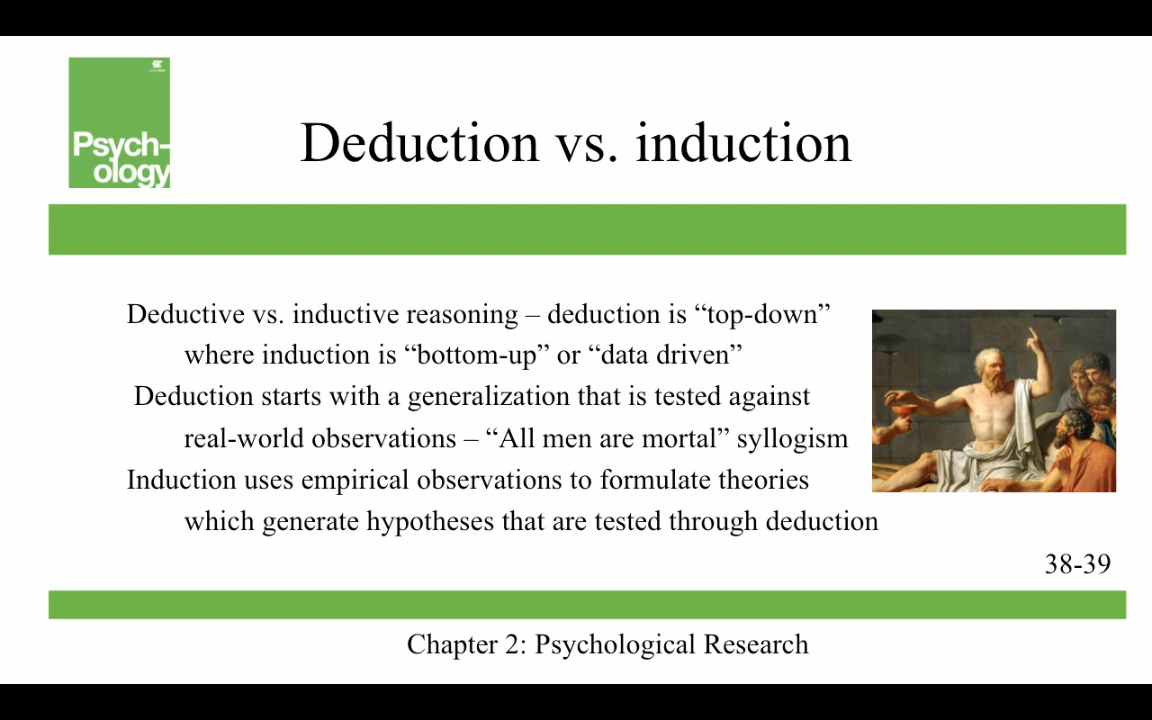 Psych-
ology
Deduction vs. induction
Deductive vs. inductive reasoning – deduction is “top-down”
where induction is “bottom-up” or “data driven”
Deduction starts with a generalization that is tested against
real-world observations – “All men are mortal” syllogism
Induction uses empirical observations to formulate theories
which generate hypotheses that are tested through deduction
38-39
Chapter 2: Psychological Research